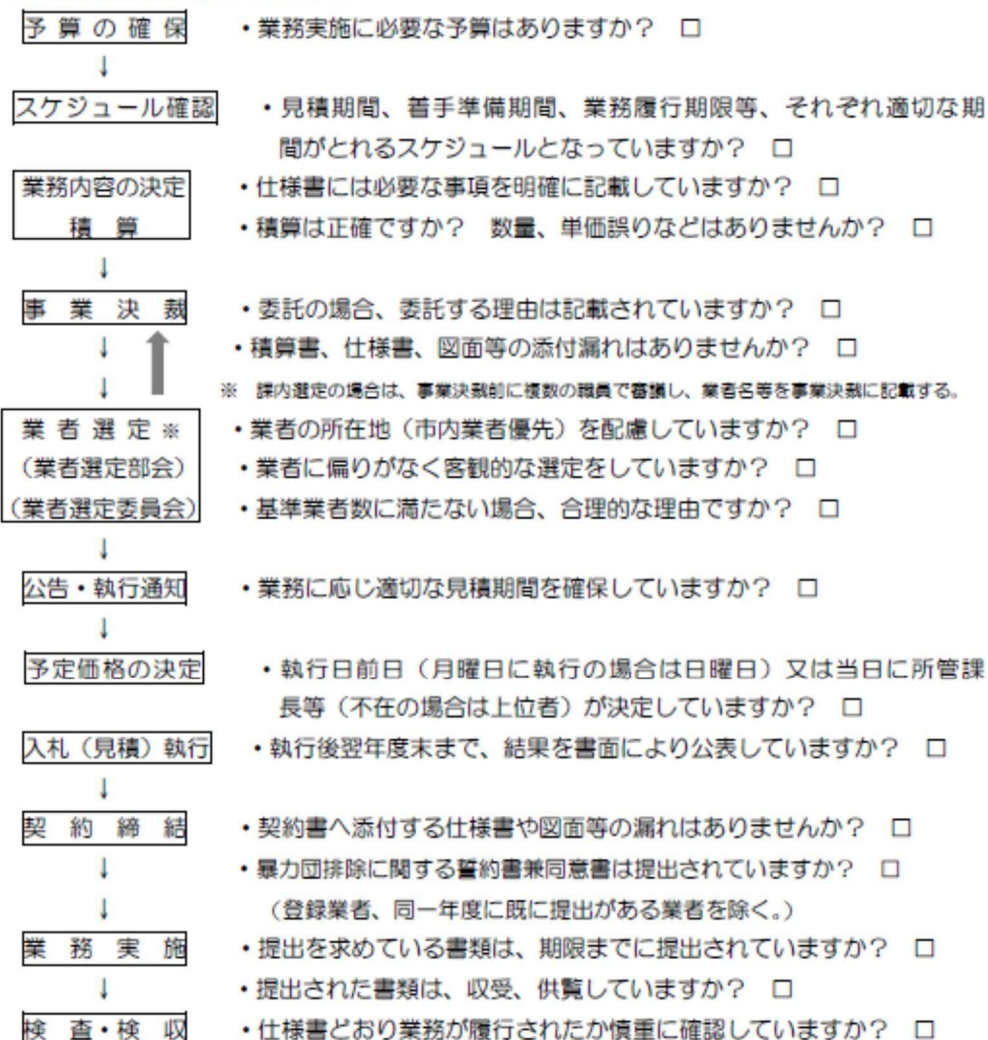 予算の確保 ・業務実施に必要な予算はありますか？ □
↓
スケジュール確認 ・見積期間、着手準備期間、業務履行期限等、それぞれ適切な期
間がとれるスケジュールとなっていますか？ □
業務内容の決定 ・仕様書には必要な事項を明確に記載していますか？ □
積算 ・積算は正確ですか？ 数量、単価誤りなどはありませんか？ □
↓
事業決裁 ・委託の場合、委託する理由は記載されていますか？ □
↓ ・積算書、仕様書、図面等の添付漏れはありませんか？ □
↓ ※ 課内選定の場合は、事業決裁前に複数の職員で審議し、業者名等を事業決裁に記載する。
業者選定※ ・業者の所在地（市内業者優先）を配慮していますか？ □
（業者選定部会） ・業者に偏りがなく客観的な選定をしていますか？ □
（業者選定委員会） ・基準業者数に満たない場合、合理的な理由ですか？ □
↓
公告・執行通知 ・業務に応じ適切な見積期間を確保していますか？ □
↓
予定価格の決定 ・執行日前日（月曜日に執行の場合は日曜日）又は当日に所管課
長等（不在の場合は上位者）が決定していますか？ □
入札（見積）執行 ・執行後翌年度末まで、結果を書面により公表していますか？ □
↓
契約締結 ・契約書へ添付する仕様書や図面等の漏れはありませんか？ □
↓ ・暴力団排除に関する誓約書兼同意書は提出されていますか？ □
↓ （登録業者、同一年度に既に提出がある業者を除く。）
業務実施 ・提出を求めている書類は、期限までに提出されていますか？ □
↓ ・提出された書類は、収受、供覧していますか？ □
検査・検収 ・仕様書どおり業務が履行されたか慎重に確認していますか？ □